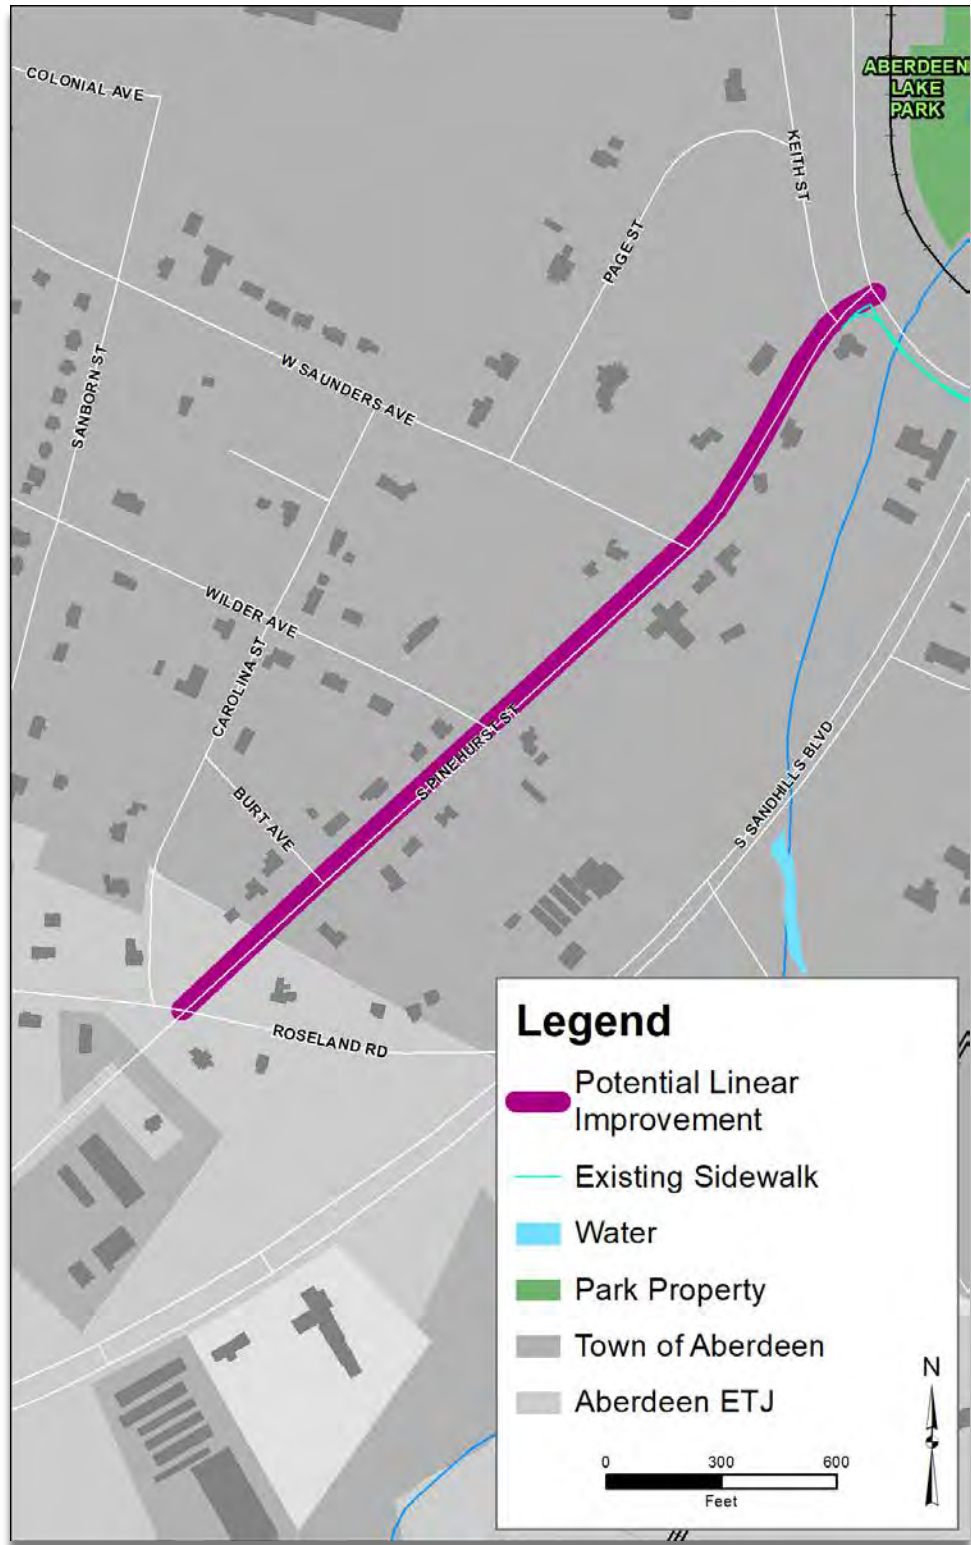 COLONIAL AVE
ABERDEEN
LAKE
PARK
KEITH ST
PAGE ST
W SAUNDERS AVE
SANBORN ST
WILDER AVE
CAROLINA ST
S PINEHURST ST
BURT AVE
S SANDHILLS BLVD
ROSELAND RD
Legend
Potential Linear
Improvement
Existing Sidewalk
Water
Park Property
Town of Aberdeen
Aberdeen ETJ
N
0 300 600
Feet